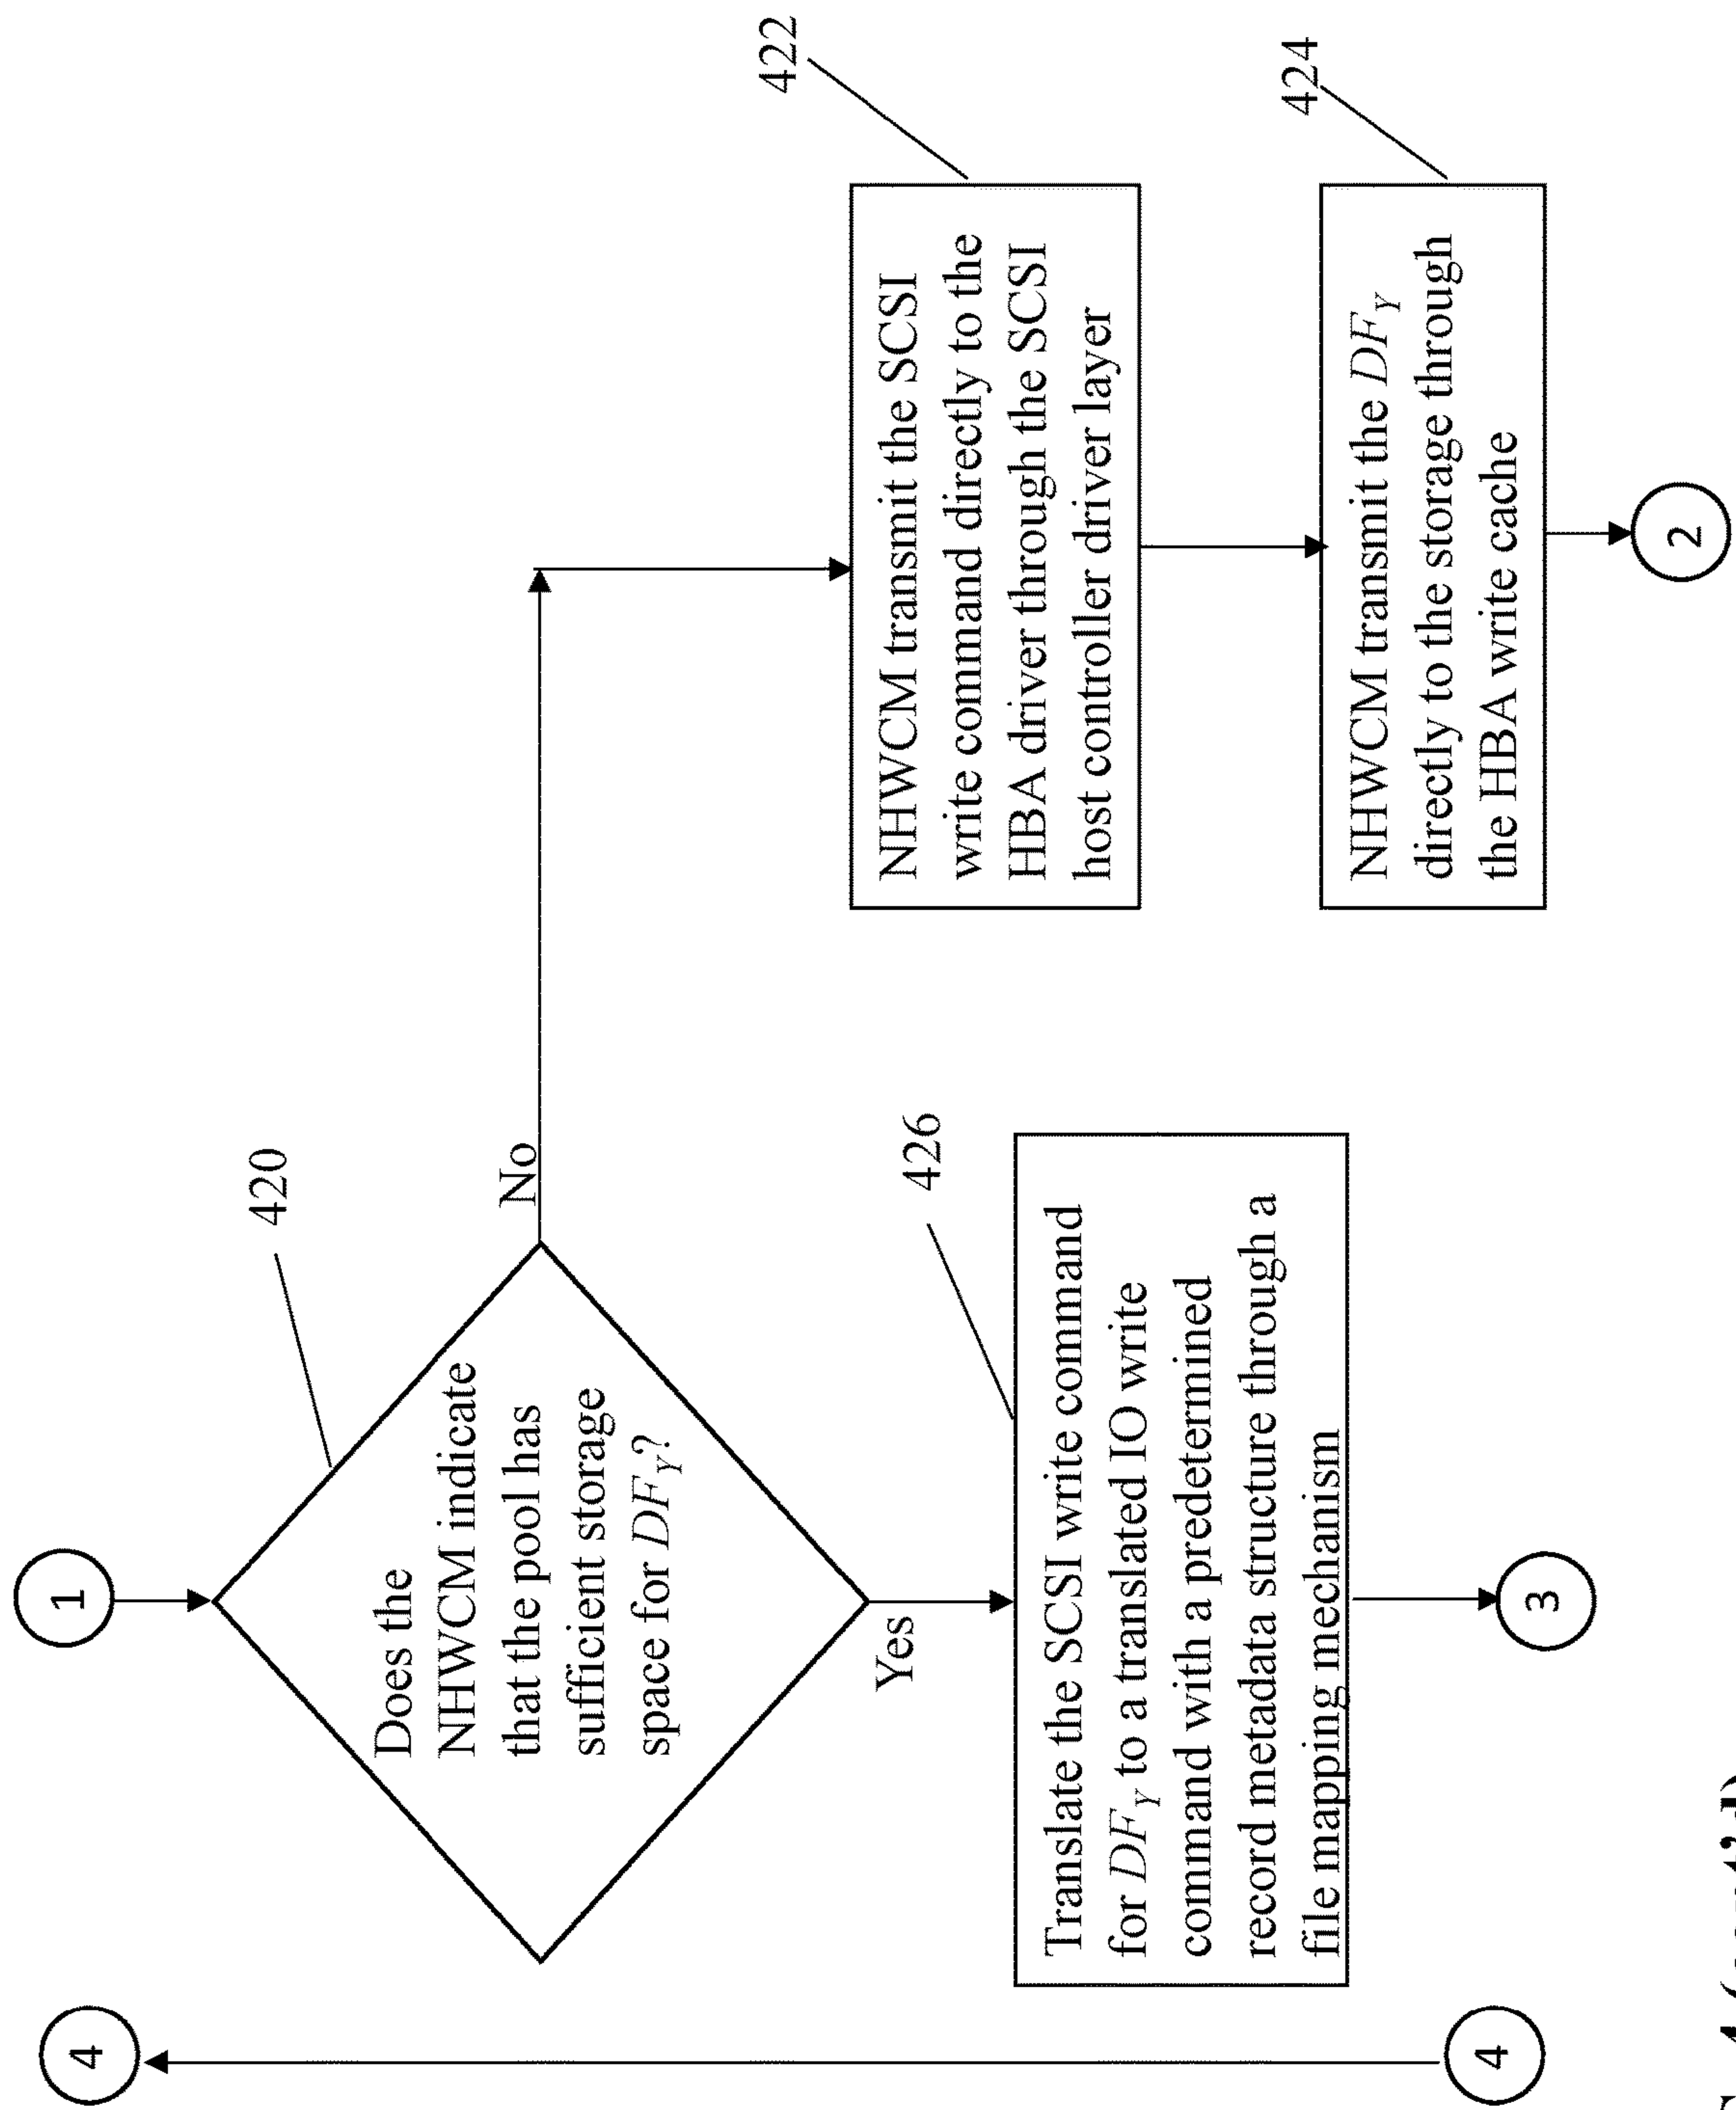 4
1
420
Does the
NHWCM indicate
that the pool has
sufficient storage
space for DF_Y?
No
Yes
422
NHWCM transmit the SCSI
write command directly to the
HBA driver through the SCSI
host controller driver layer
426
Translate the SCSI write command
for DF_Y to a translated IO write
command with a predetermined
record metadata structure through a
file mapping mechanism
424
NHWCM transmit the DF_Y
directly to the storage through
the HBA write cache
4
3
2